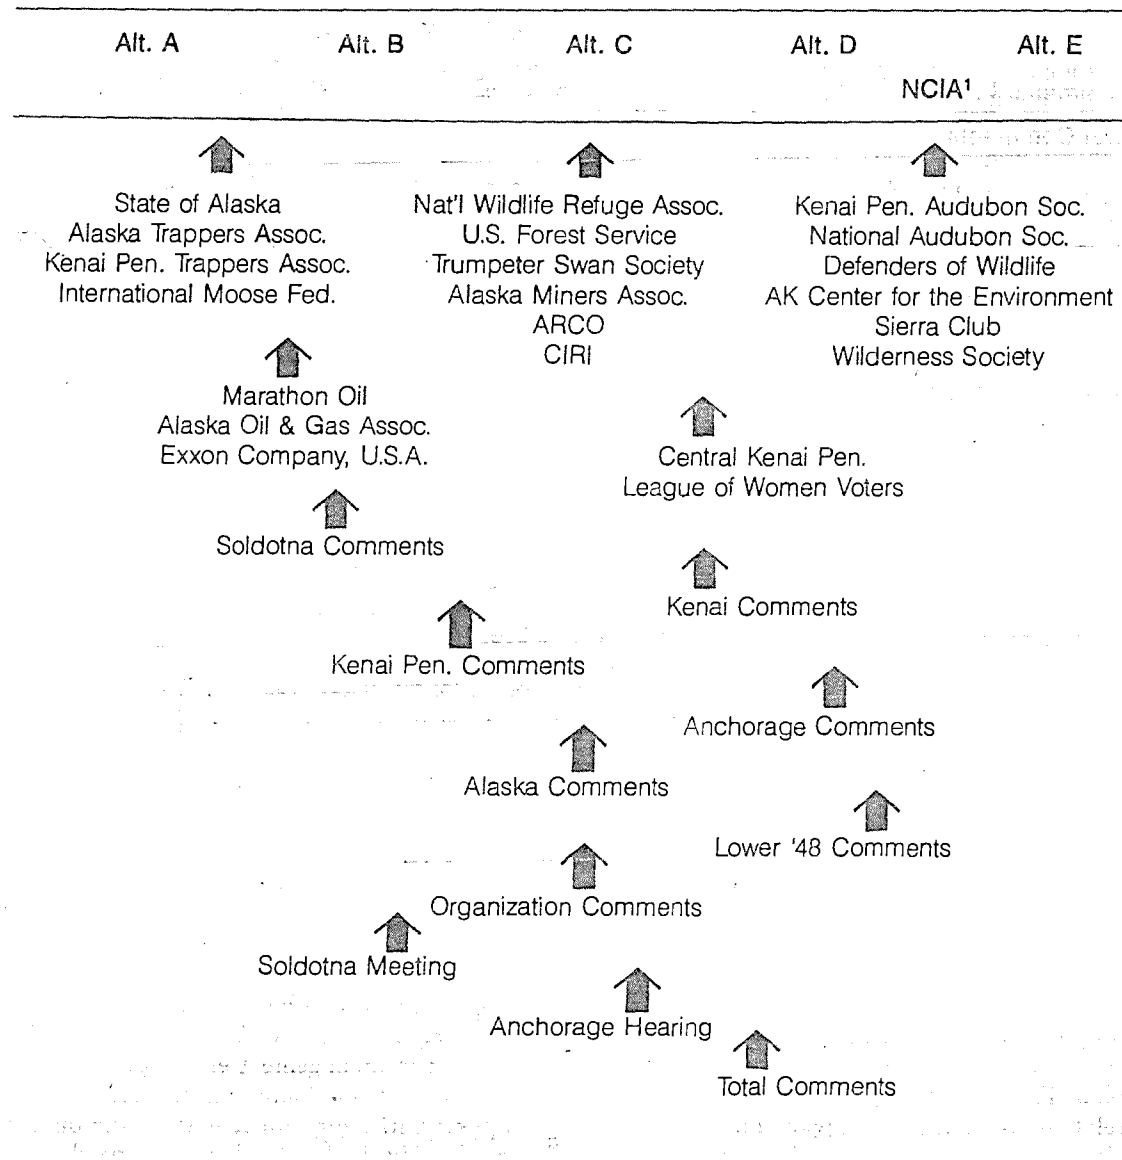 Alt. A Alt. B Alt. C Alt. D Alt. E
NCIA¹
State of Alaska
Alaska Trappers Assoc.
Kenai Pen. Trappers Assoc.
International Moose Fed.
Nat'l Wildlife Refuge Assoc.
U.S. Forest Service
Trumpeter Swan Society
Alaska Miners Assoc.
ARCO
CIRI
Kenai Pen. Audubon Soc.
National Audubon Soc.
Defenders of Wildlife
AK Center for the Environment
Sierra Club
Wilderness Society
Marathon Oil
Alaska Oil & Gas Assoc.
Exxon Company, U.S.A.
Central Kenai Pen.
League of Women Voters
Soldotna Comments
Kenai Comments
Kenai Pen. Comments
Anchorage Comments
Alaska Comments
Lower '48 Comments
Organization Comments
Soldotna Meeting
Anchorage Hearing
Total Comments